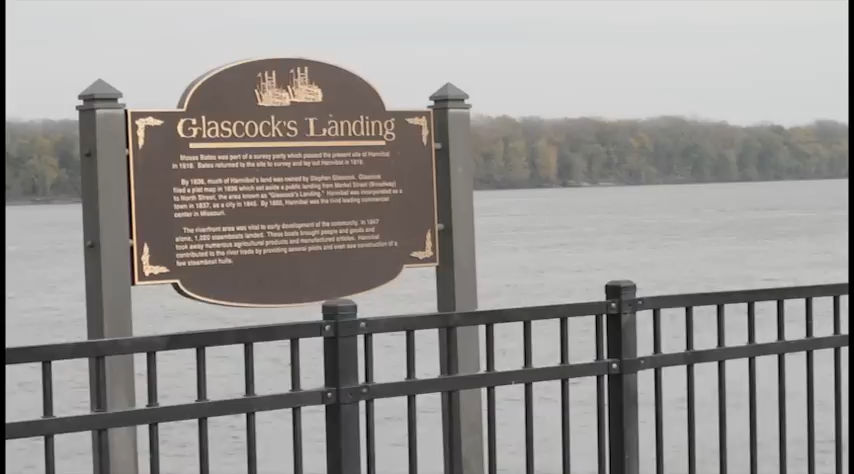 Glascock's Landing
Moses Bates was part of a survey party which passed the present site of Hannibal
in 1818. Bates returned to the site to survey and lay out Hannibal in 1819.
By 1836, much of Hannibal's land was owned by Stephen Glascock. Glascock
filed a plat map in 1836 which set aside a public landing from Market Street (Broadway)
to North Street, the area known as "Glascock's Landing." Hannibal was incorporated as a
town in 1837, as a city in 1845. By 1850, Hannibal was the third leading commercial
center in Missouri.
The riverfront area was vital to early development of the community. In 1847
alone, 1,080 steamboats landed. These boats brought people and goods and
took away numerous agricultural products and manufactured articles. Hannibal
contributed to the river trade by providing several pilots and even saw construction of a
few steamboat hulls.